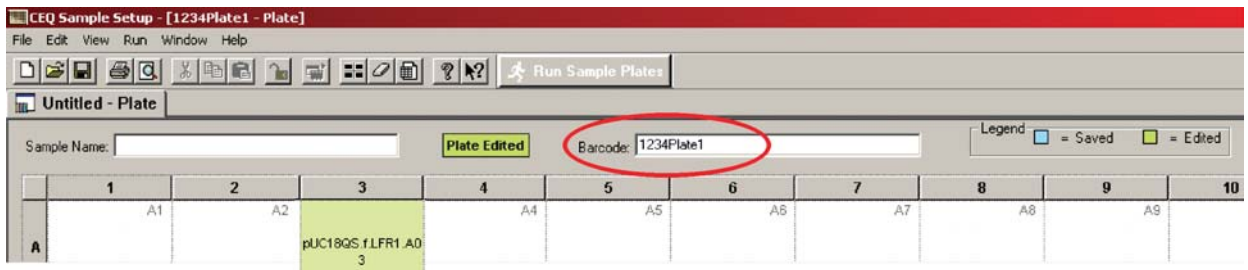 CEQ Sample Setup - [1234Plate1 - Plate]
File Edit View Run Window Help
Run Sample Plates
Untitled - Plate
Sample Name: Plate Edited Barcode: 1234Plate1 Legend = Saved = Edited
1 2 3 4 5 6 7 8 9 10
A1 A2 A4 A5 A6 A7 A8 A9
A pUC18QS.f.LFR1.A0
3